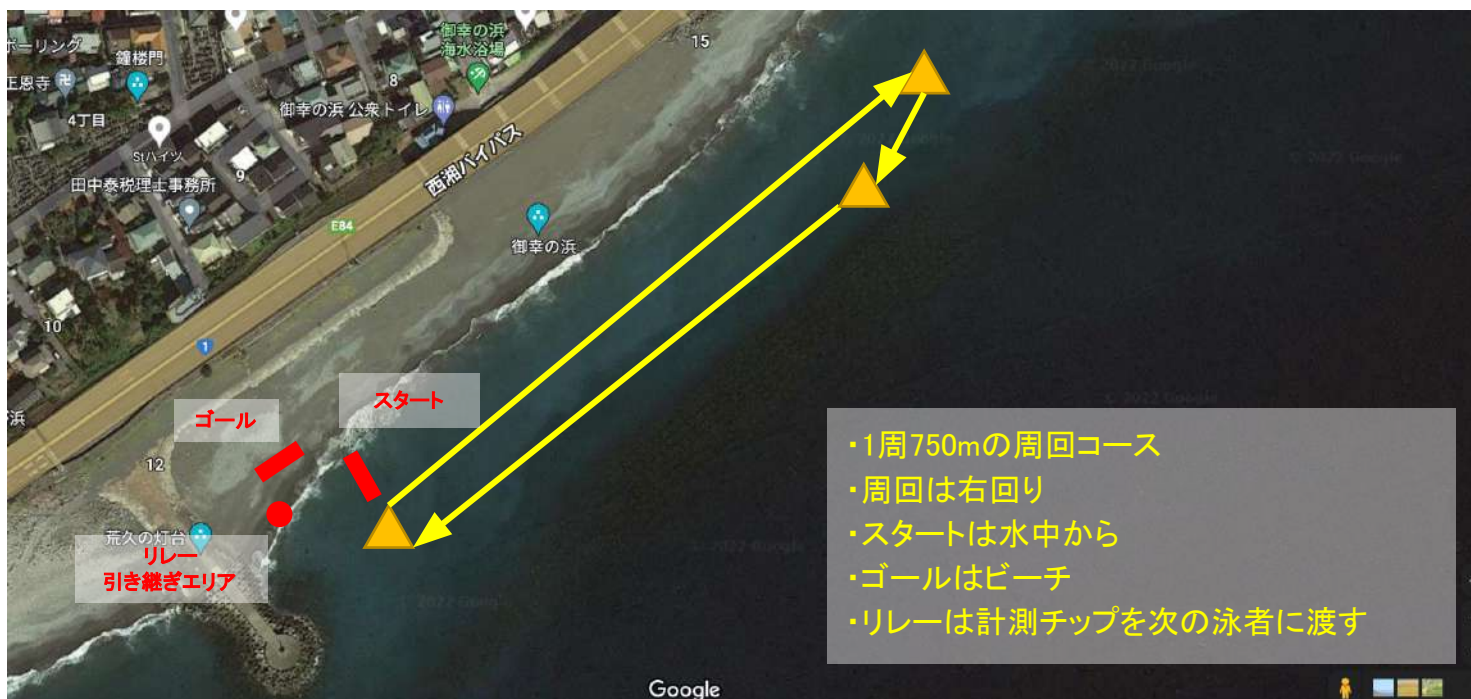 御幸の浜
海水浴場
15
ボーリング
鐘楼門
正恩寺
8
御幸の浜 公衆トイレ
4丁目
Stハイツ
西湘バイパス
9
田中泰税理士事務所
E84
御幸の浜
10
1
浜
ゴール
スタート
12
荒久の灯台
リレー
引き継ぎエリア
・1周750mの周回コース
・周回は右回り
・スタートは水中から
・ゴールはビーチ
・リレーは計測チップを次の泳者に渡す
© 2022 Google
Google